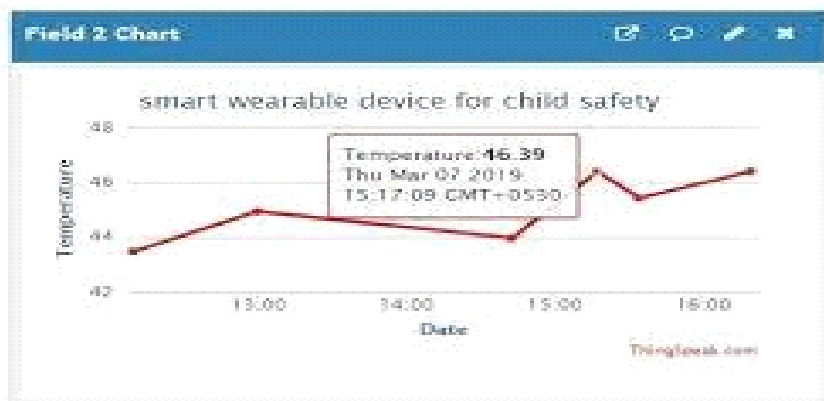 Field 2 Chart
smart wearable device for child safety
48
46
44
42
Temperature
Temperature:46.39
Thu Mar 07 2019
15:17:09 GMT+0530
13:00 14:00 15:00 16:00
Date
ThingSpeak.com